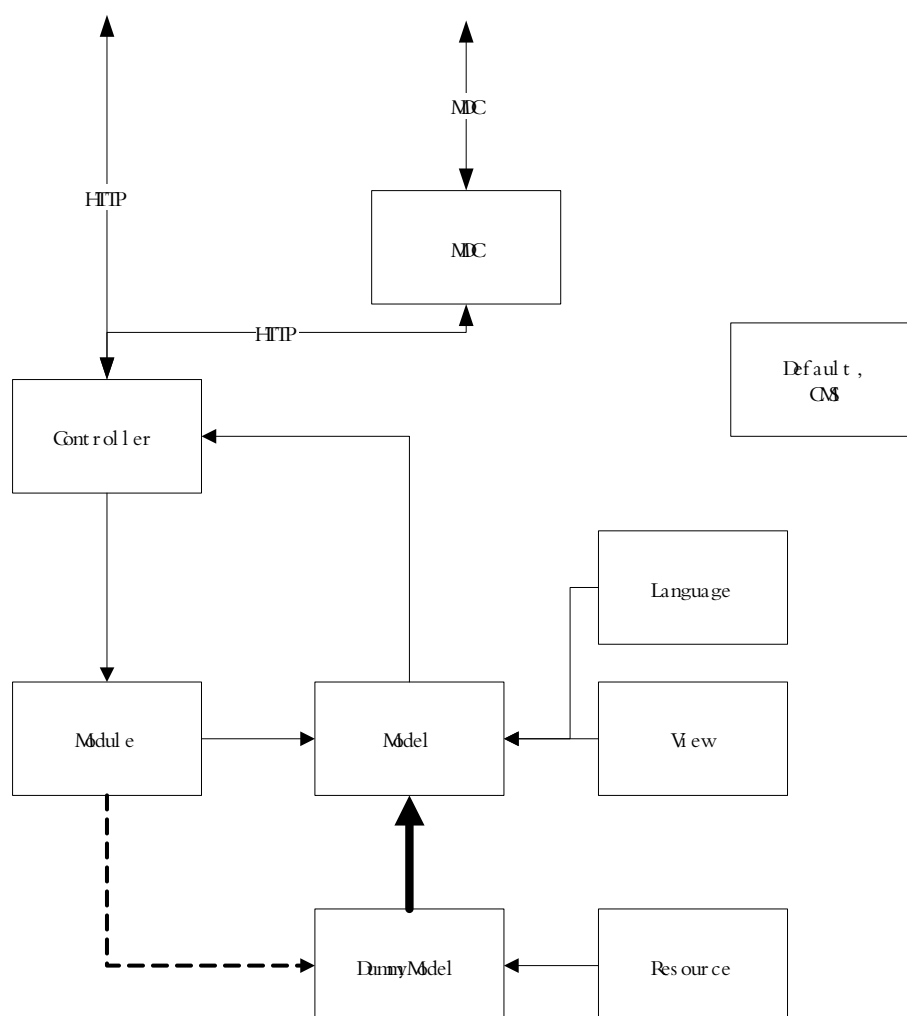 MDC
HTTP
MDC
HTTP
Default,
CMS
Controller
Language
Module
Model
View
DummyModel
Resource